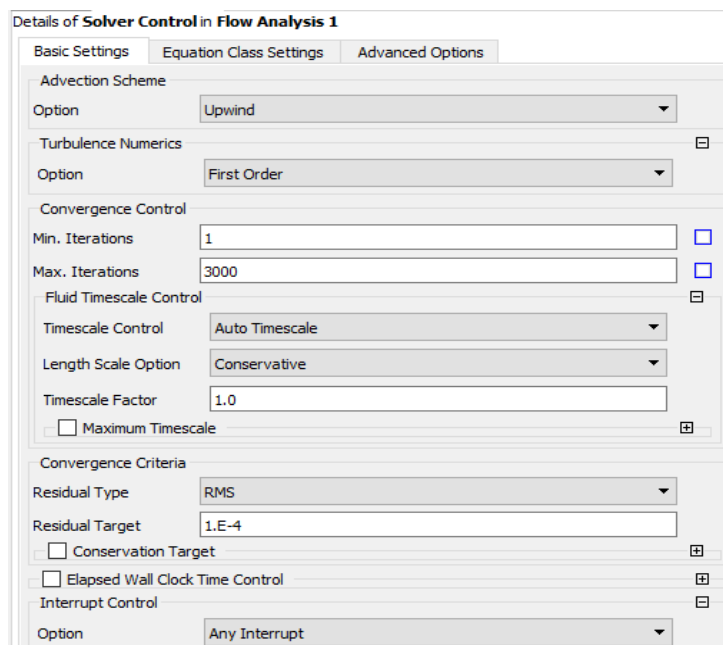 Details of Solver Control in Flow Analysis 1
Basic Settings Equation Class Settings Advanced Options
Advection Scheme
Option Upwind
Turbulence Numerics
Option First Order
Convergence Control
Min. Iterations 1
Max. Iterations 3000
Fluid Timescale Control
Timescale Control Auto Timescale
Length Scale Option Conservative
Timescale Factor 1.0
Maximum Timescale
Convergence Criteria
Residual Type RMS
Residual Target 1.E-4
Conservation Target
Elapsed Wall Clock Time Control
Interrupt Control
Option Any Interrupt